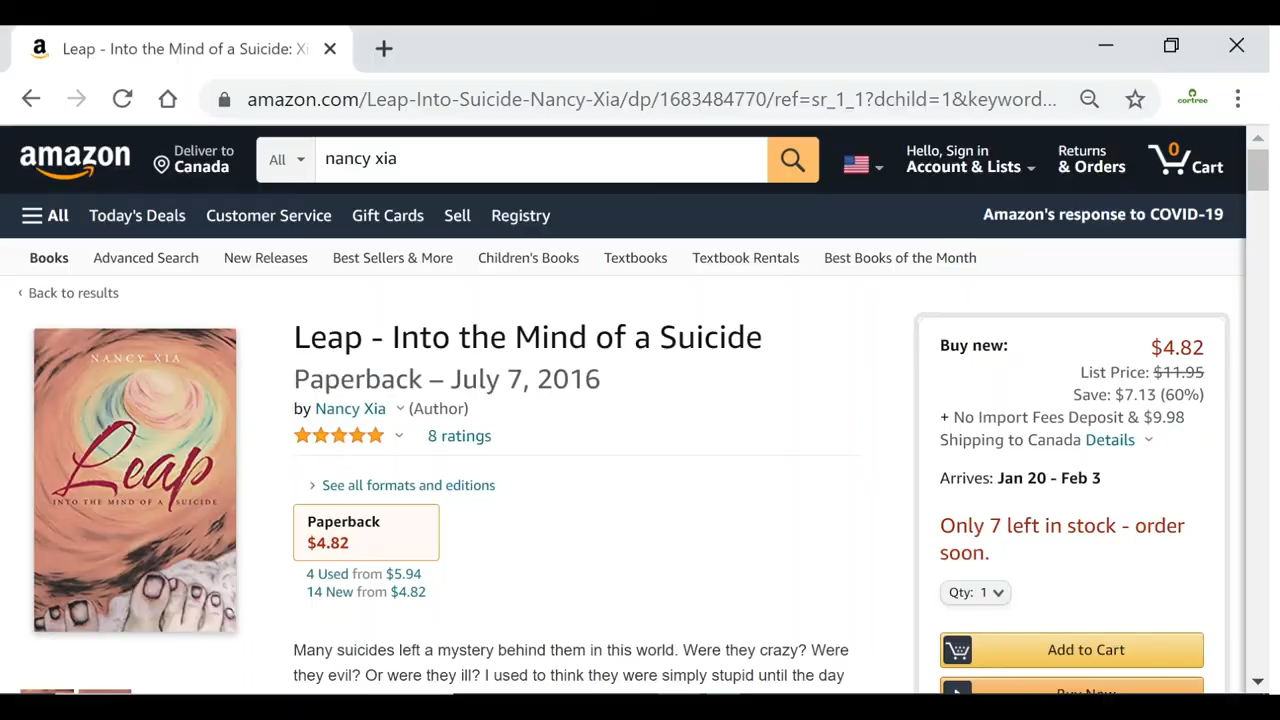 Leap - Into the Mind of a Suicide: Xi
amazon.com/Leap-Into-Suicide-Nancy-Xia/dp/1683484770/ref=sr_1_1?dchild=1&keyword...
cortree
amazon
Deliver to
Canada
All
nancy xia
Hello, Sign in
Account & Lists
Returns
& Orders
0
Cart
All
Today's Deals
Customer Service
Gift Cards
Sell
Registry
Amazon's response to COVID-19
Books
Advanced Search
New Releases
Best Sellers & More
Children's Books
Textbooks
Textbook Rentals
Best Books of the Month
‹ Back to results
NANCY XIA
Leap
INTO THE MIND OF A SUICIDE
Leap - Into the Mind of a Suicide
Paperback – July 7, 2016
by Nancy Xia (Author)
8 ratings
See all formats and editions
Paperback
$4.82
4 Used from $5.94
14 New from $4.82
Many suicides left a mystery behind them in this world. Were they crazy? Were
they evil? Or were they ill? I used to think they were simply stupid until the day
Buy new:
$4.82
List Price: $11.95
Save: $7.13 (60%)
+ No Import Fees Deposit & $9.98
Shipping to Canada Details
Arrives: Jan 20 - Feb 3
Only 7 left in stock - order
soon.
Qty: 1
Add to Cart
Buy Now